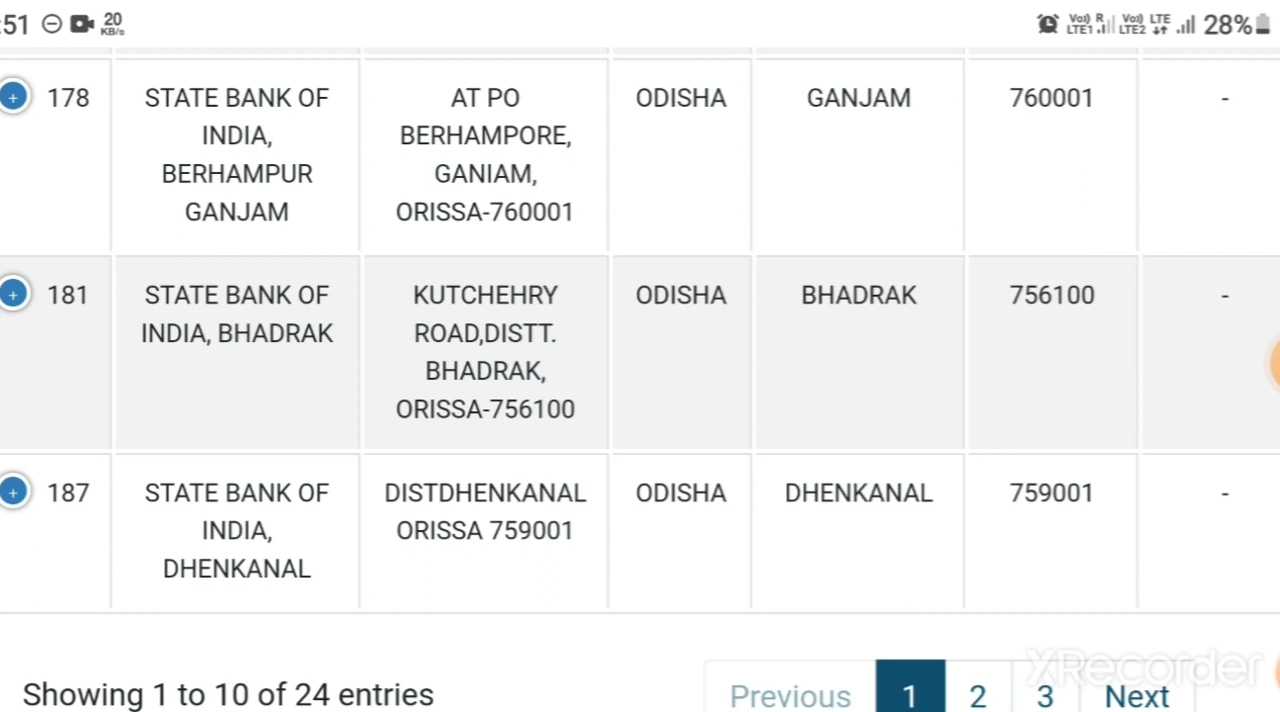 :51 20 KB/s Vo) R LTE1 Vo) LTE LTE2 28%
178 STATE BANK OF AT PO ODISHA GANJAM 760001 -
INDIA, BERHAMPORE,
BERHAMPUR GANIAM,
GANJAM ORISSA-760001
181 STATE BANK OF KUTCHEHRY ODISHA BHADRAK 756100 -
INDIA, BHADRAK ROAD,DISTT.
BHADRAK,
ORISSA-756100
187 STATE BANK OF DISTDHENKANAL ODISHA DHENKANAL 759001 -
INDIA, ORISSA 759001
DHENKANAL
XRecorder
Showing 1 to 10 of 24 entries Previous 1 2 3 Next